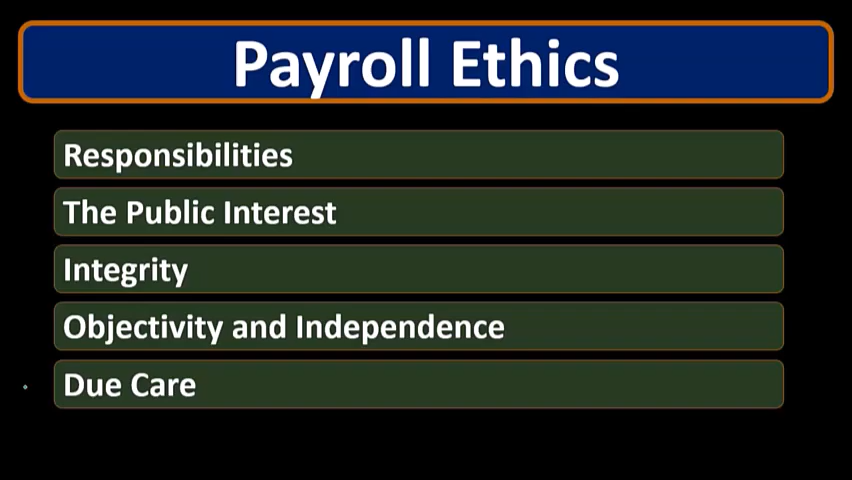 Payroll Ethics
Responsibilities
The Public Interest
Integrity
Objectivity and Independence
Due Care